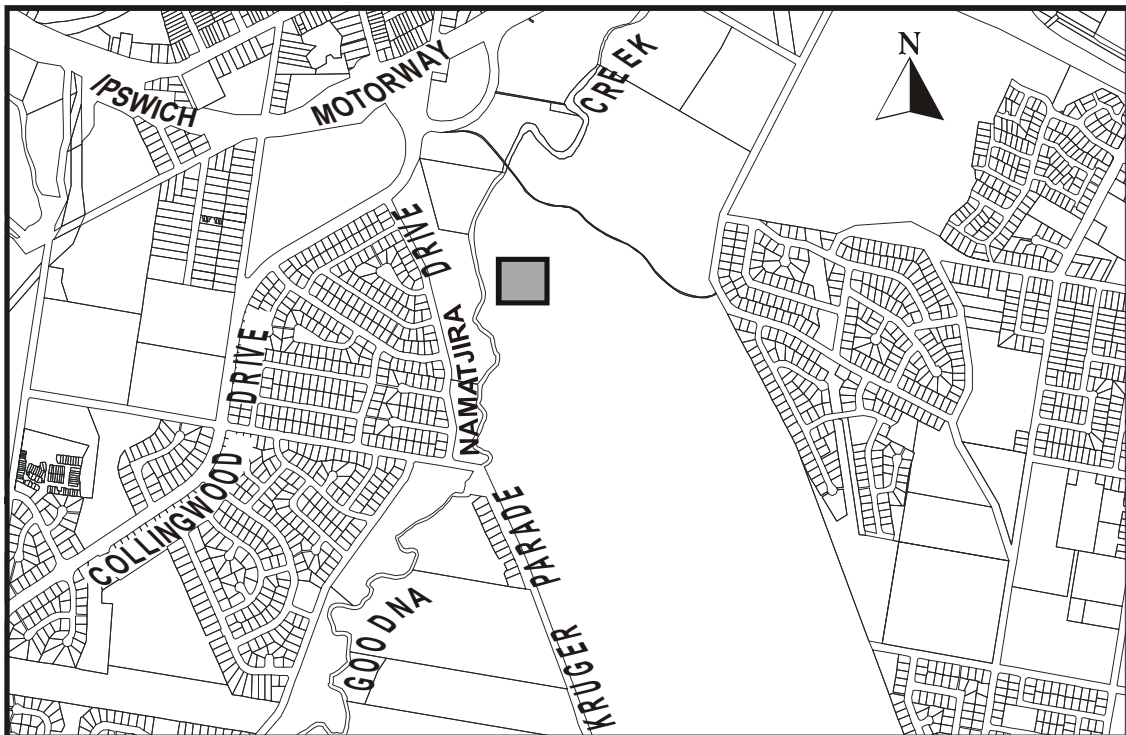 N
IPSWICH MOTORWAY
CREEK
NAMATJIRA DRIVE
COLLINGWOOD DRIVE
GOODNA
KRUGER PARADE